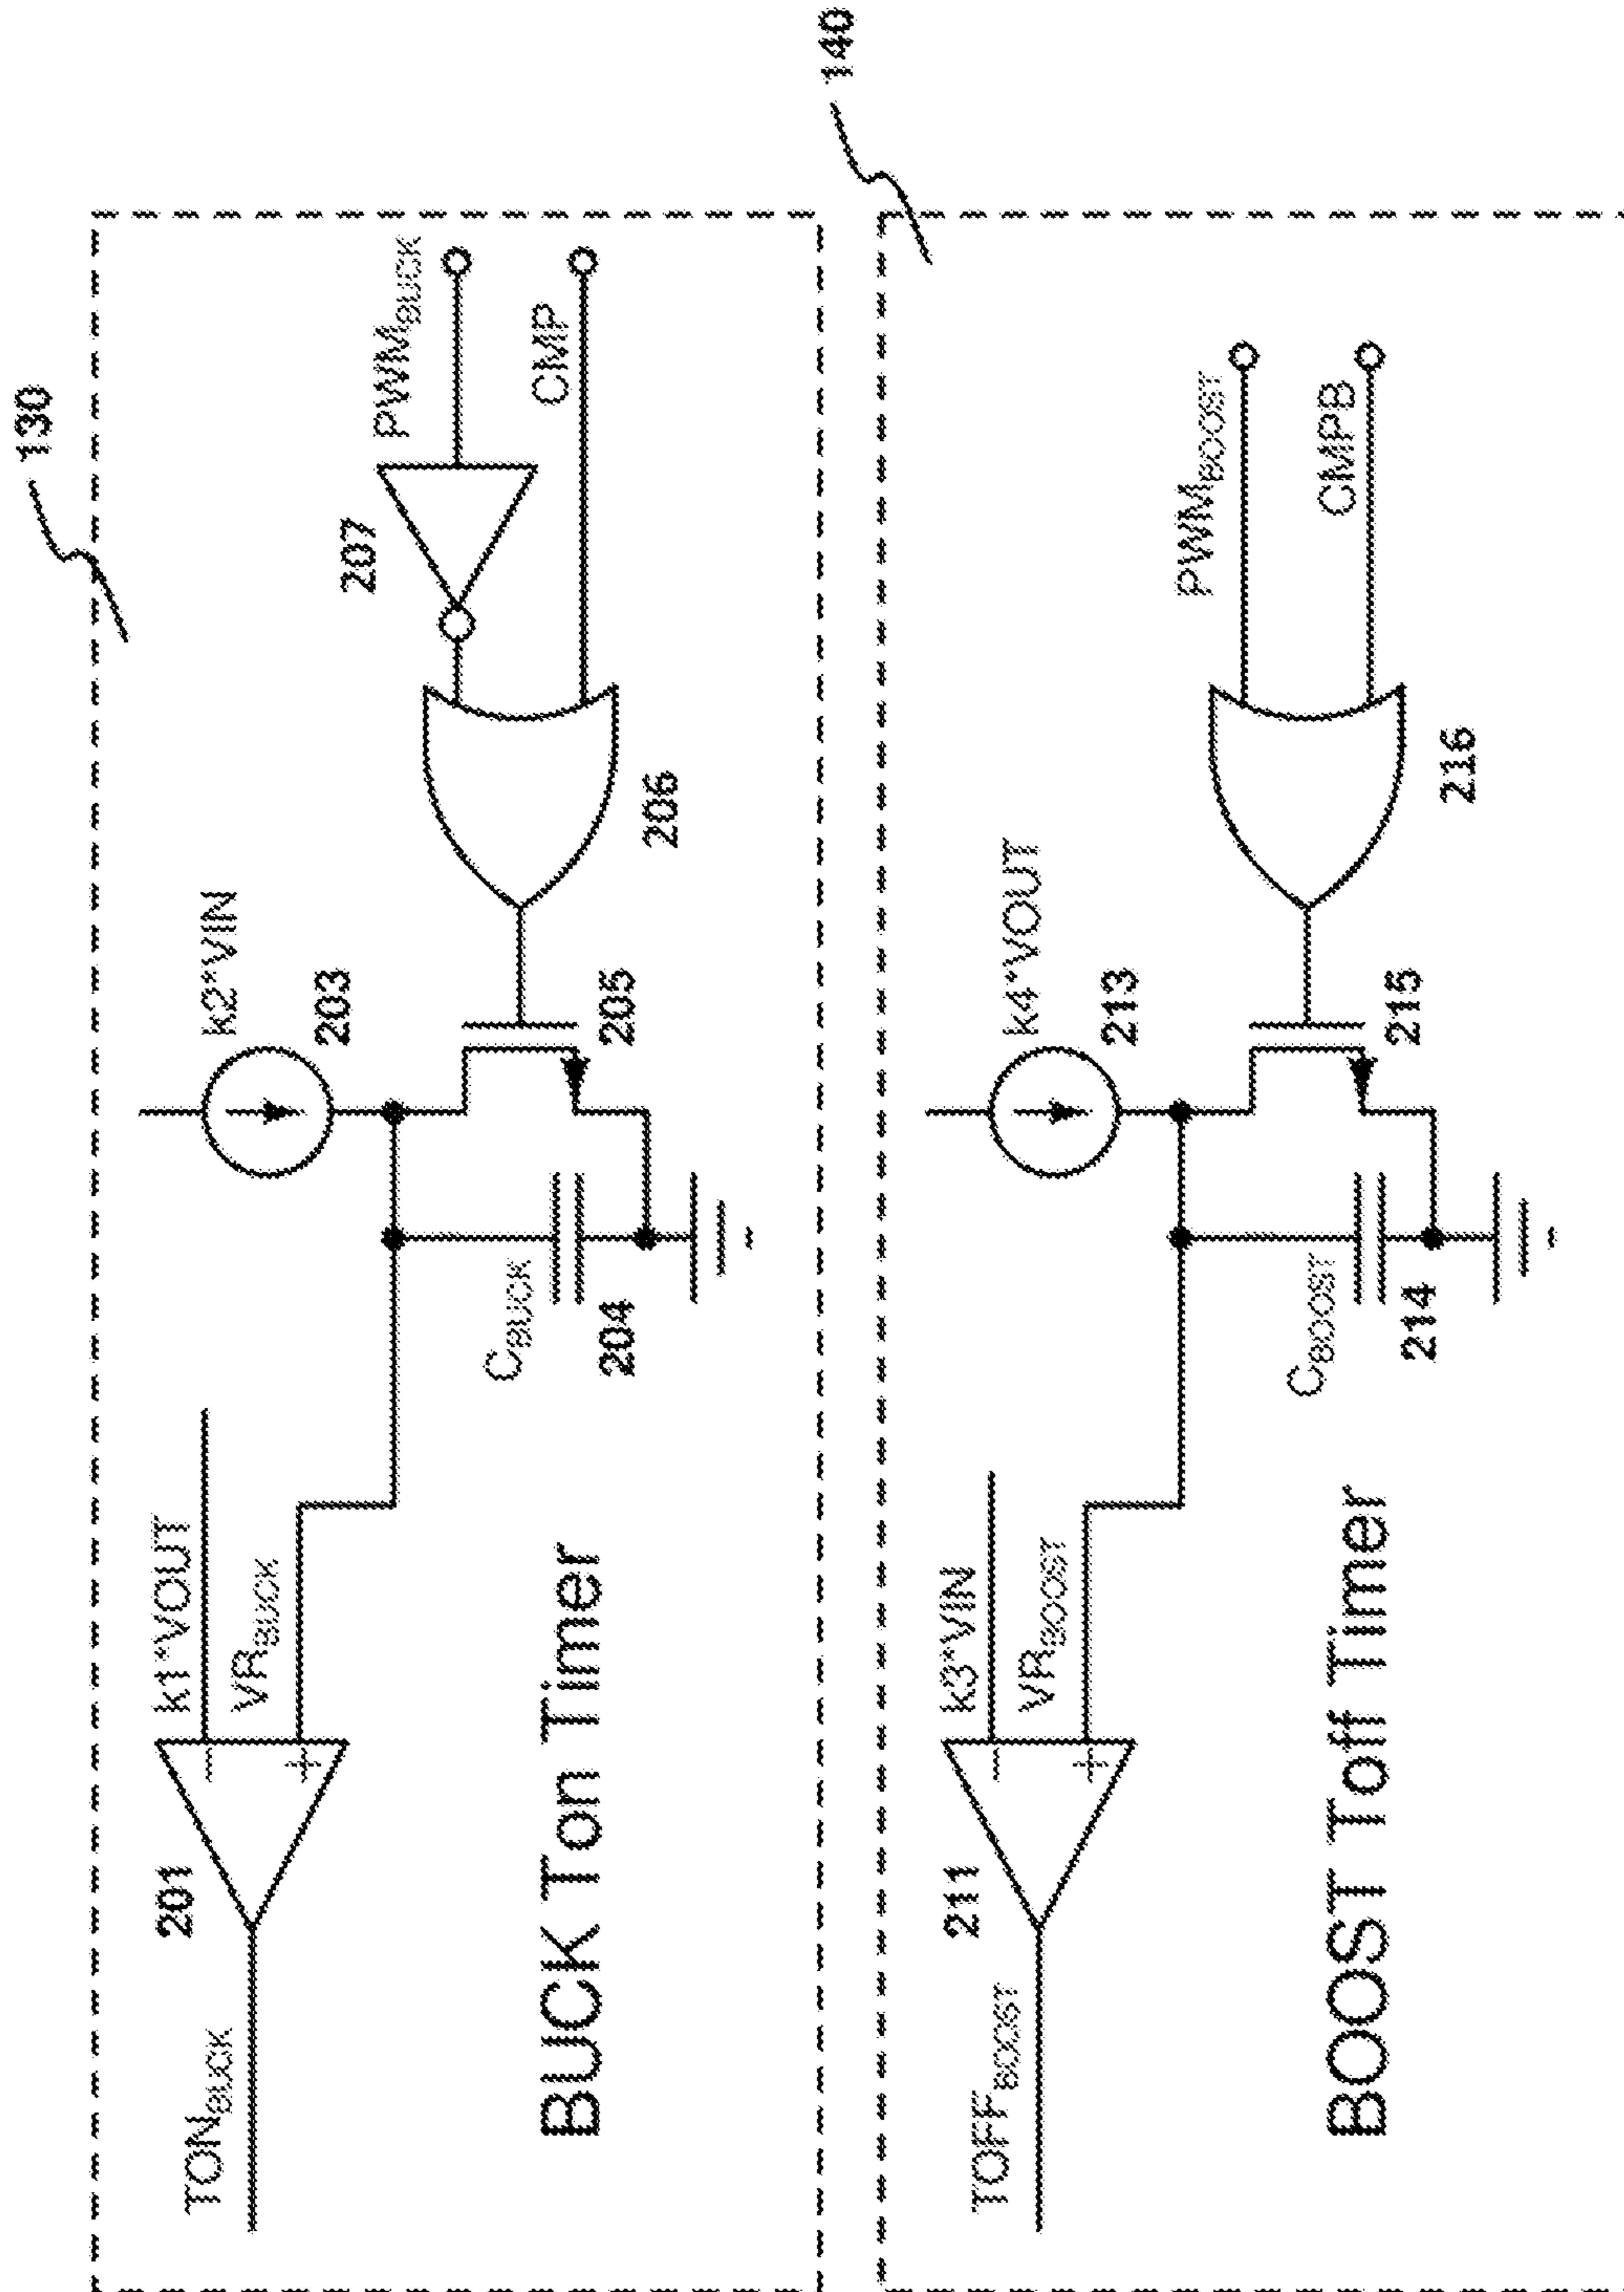 130
TON_BUCK
201
k1*VOUT
VR_BUCK
−
+
BUCK Ton Timer
k2*VIN
203
C_BUCK
204
205
206
207
PWM_BUCK
CMP
140
TOFF_BOOST
211
k3*VIN
VR_BOOST
−
+
BOOST Toff Timer
k4*VOUT
213
C_BOOST
214
215
216
PWM_BOOST
CMPB